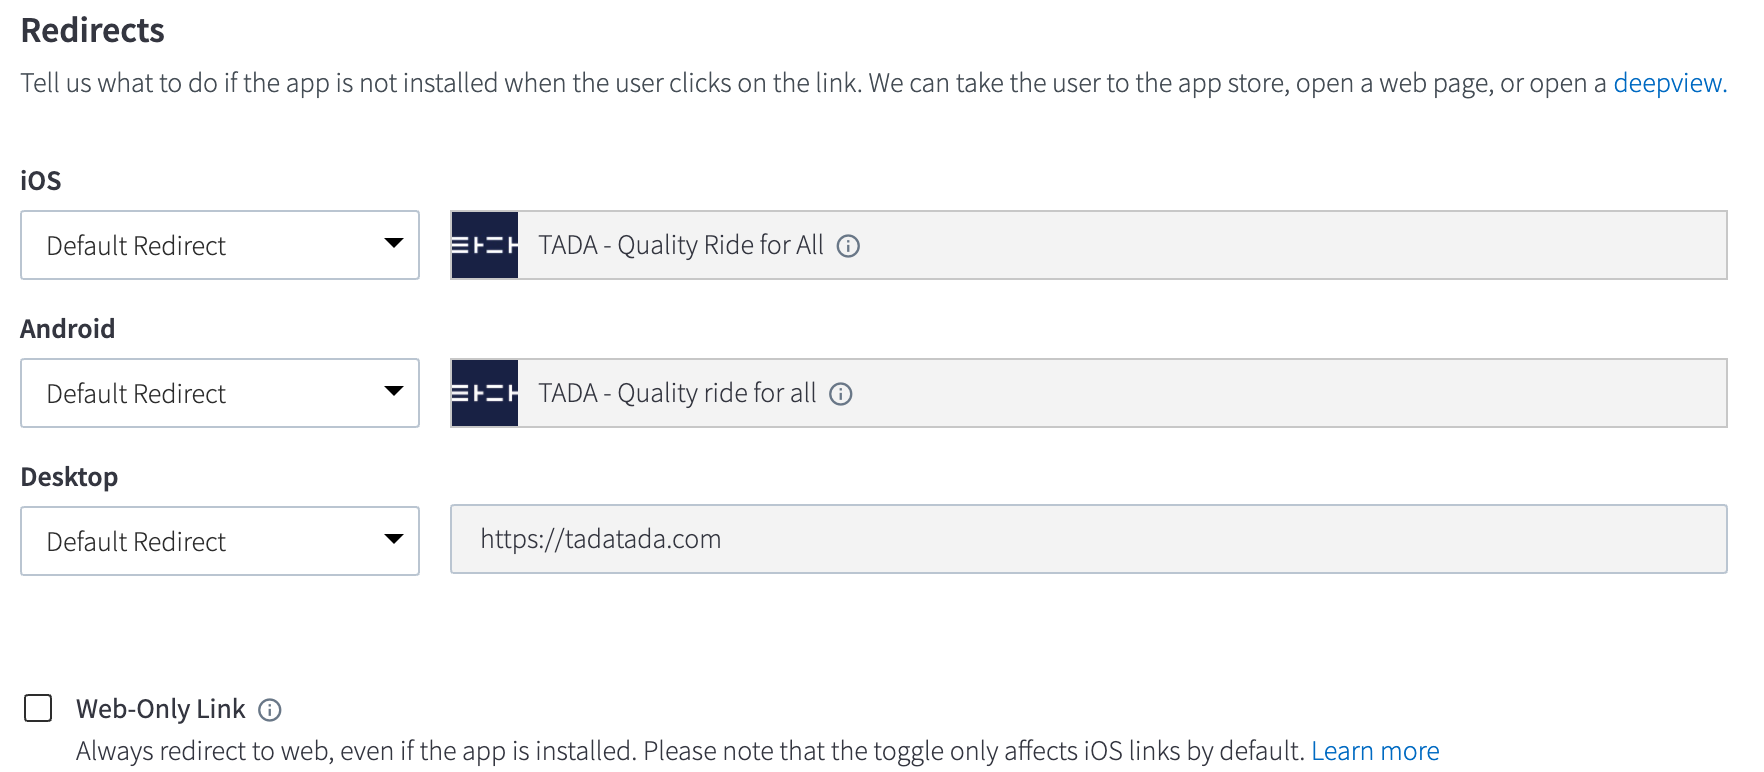 Redirects
Tell us what to do if the app is not installed when the user clicks on the link. We can take the user to the app store, open a web page, or open a deepview.
iOS
Default Redirect
TADA - Quality Ride for All
Android
Default Redirect
TADA - Quality ride for all
Desktop
Default Redirect
https://tadatada.com
Web-Only Link
Always redirect to web, even if the app is installed. Please note that the toggle only affects iOS links by default. Learn more